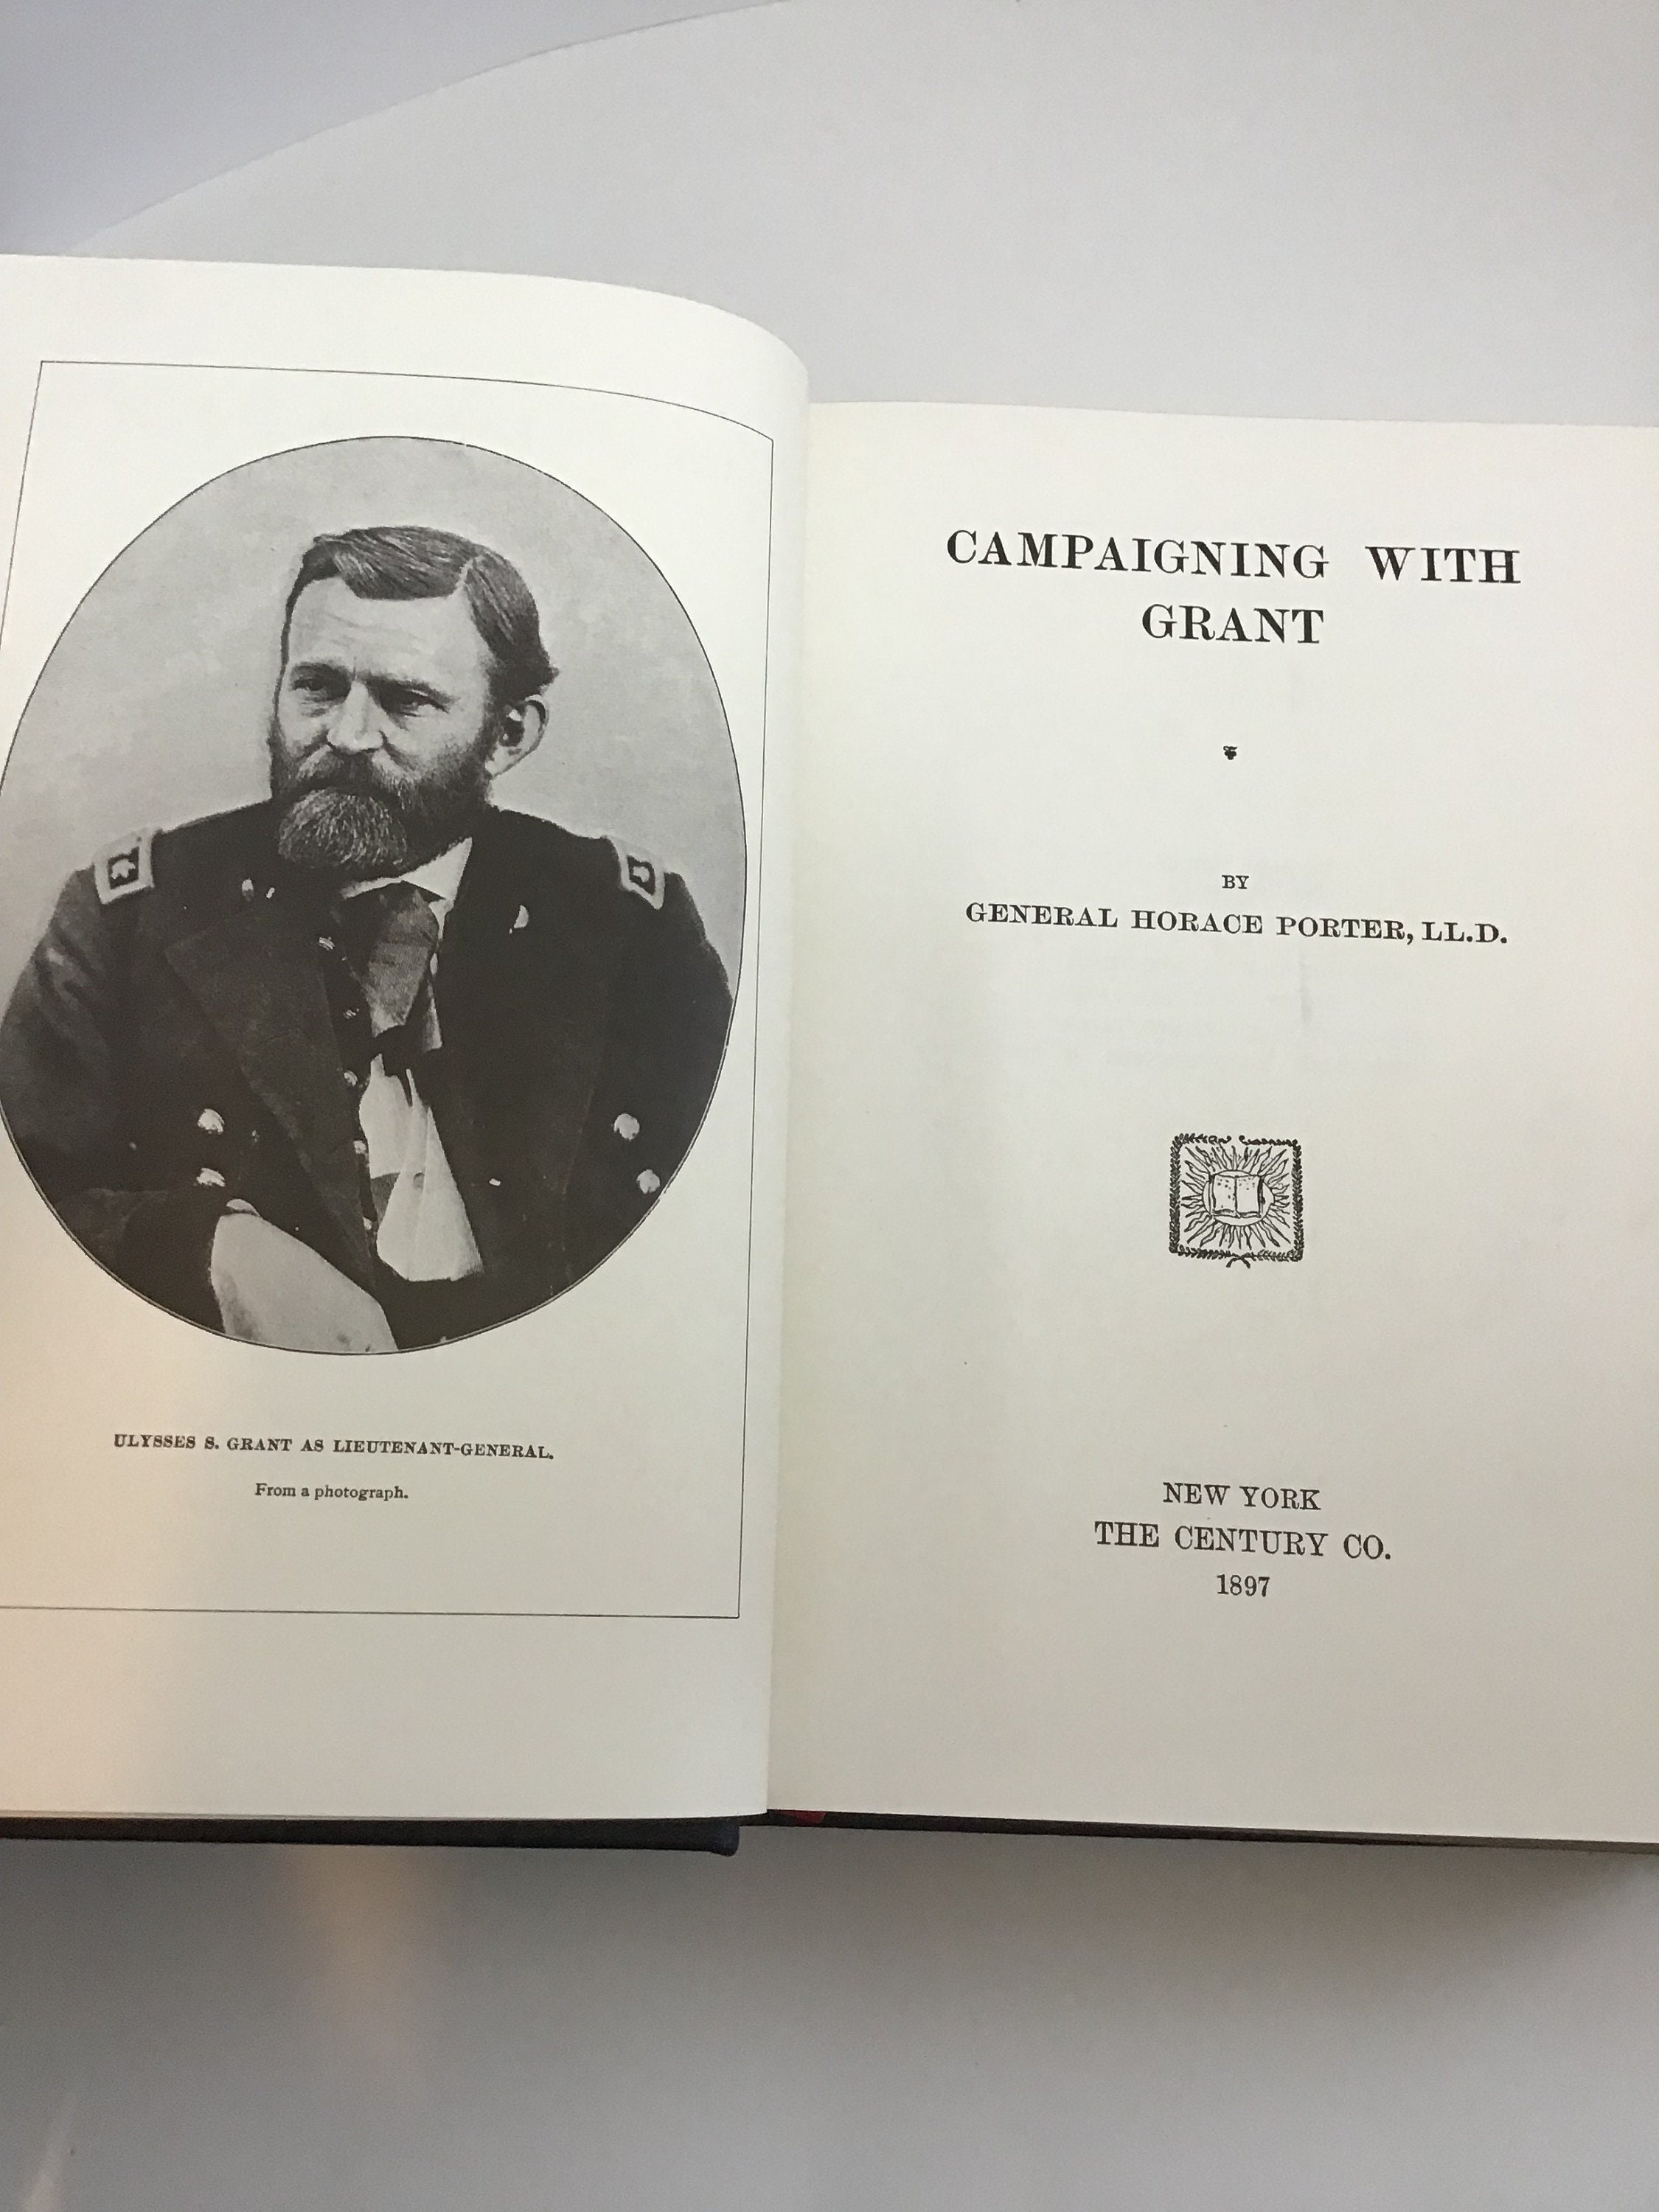 ULYSSES S. GRANT AS LIEUTENANT-GENERAL.
From a photograph.
CAMPAIGNING WITH
GRANT
BY
GENERAL HORACE PORTER, LL.D.
NEW YORK
THE CENTURY CO.
1897